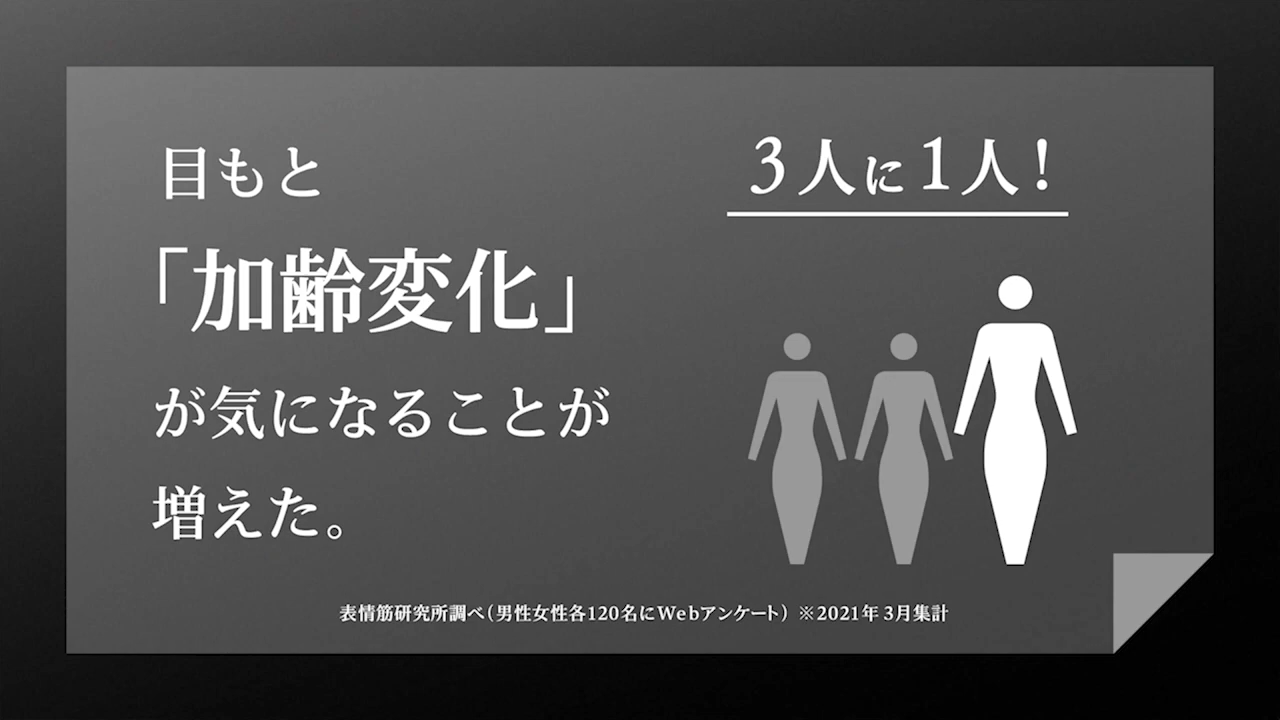 目もと
「加齢変化」
が気になることが
増えた。
3人に1人!
表情筋研究所調べ(男性女性各120名にWebアンケート) ※2021年3月集計